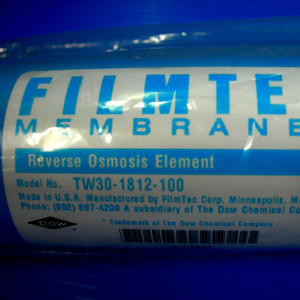 FILMTE
MEMBRANE
Reverse Osmosis Element
Model No. TW30-1812-100
Made in U.S.A. Manufactured by FilmTec Corp. Minneapolis,
Phone: (952) 897-4200 A subsidiary of The Dow Chemical
DOW
* Trademark of The Dow Chemical Company